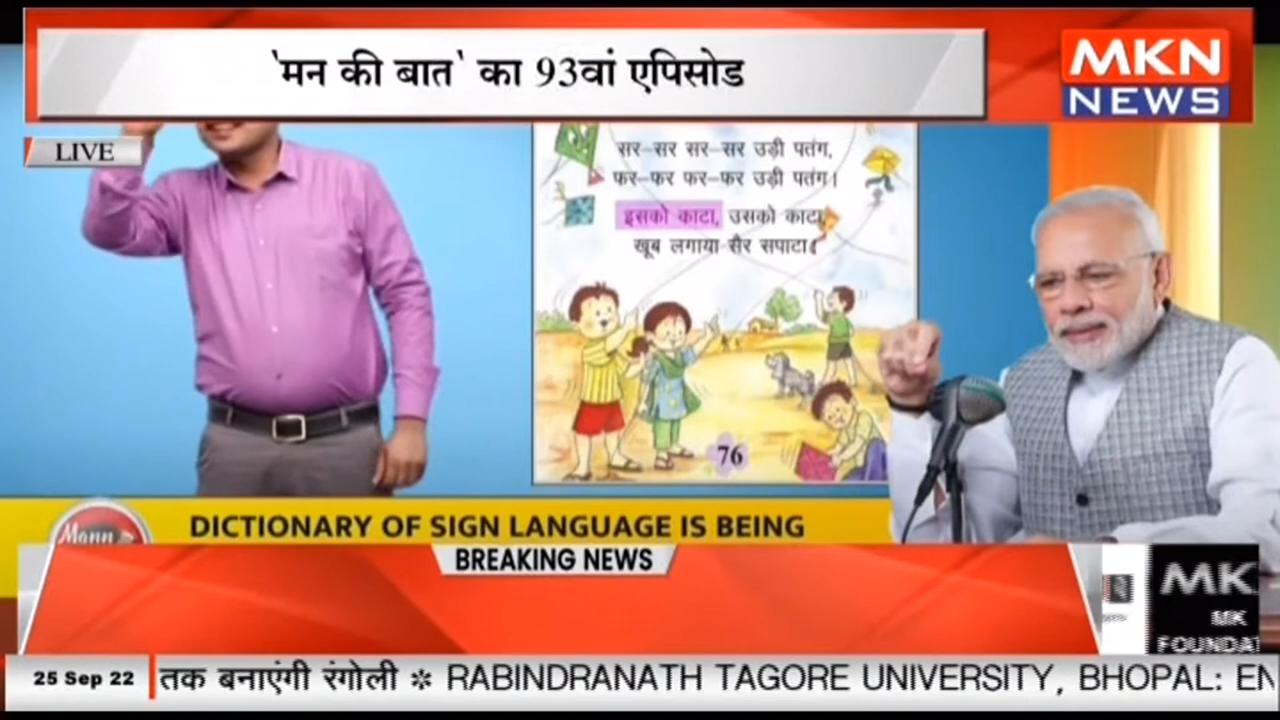 'मन की बात' का 93वां एपिसोड
MKN
NEWS
LIVE
सर-सर सर-सर उड़ी पतंग,
फर-फर फर-फर उड़ी पतंग।
इसको काटा, उसको काटा,
खूब लगाया सैर सपाटा।
76
Mann
DICTIONARY OF SIGN LANGUAGE IS BEING
BREAKING NEWS
MK
MK
FOUNDAT
25 Sep 22
तक बनाएंगी रंगोली * RABINDRANATH TAGORE UNIVERSITY, BHOPAL: EN